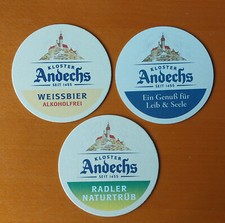 KLOSTER
Andechs
SEIT 1455
WEISSBIER
ALKOHOLFREI
KLOSTER
Andechs
SEIT 1455
Ein Genuß für
Leib & Seele
KLOSTER
Andechs
SEIT 1455
RADLER
NATURTRÜB